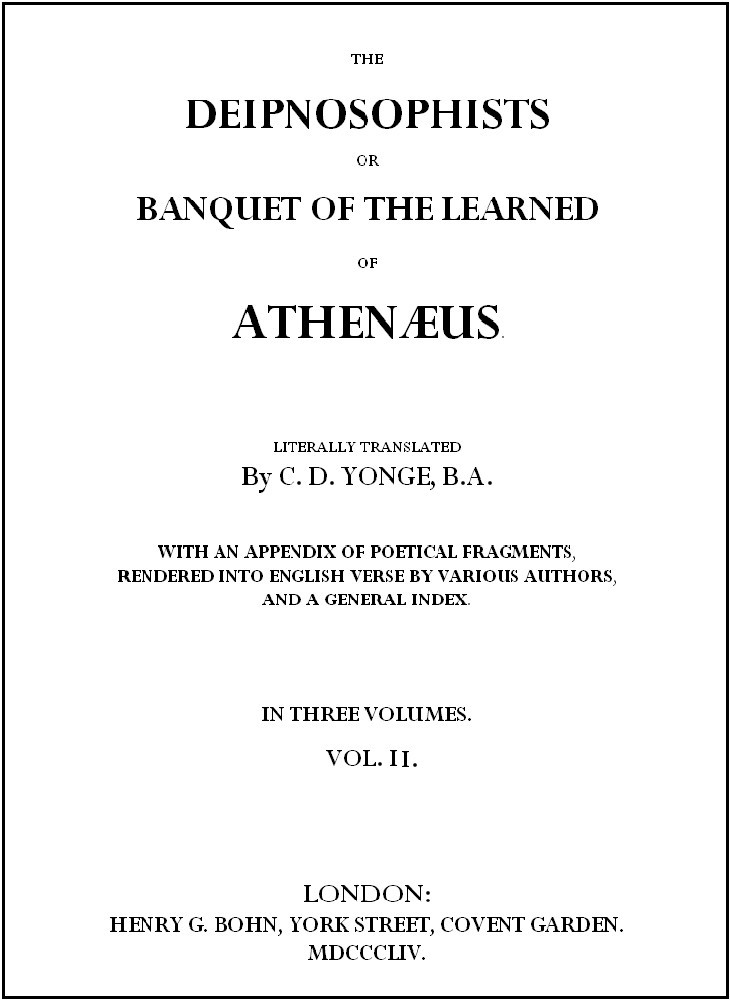 THE
DEIPNOSOPHISTS
OR
BANQUET OF THE LEARNED
OF
ATHENÆUS.
LITERALLY TRANSLATED
By C. D. YONGE, B.A.
WITH AN APPENDIX OF POETICAL FRAGMENTS,
RENDERED INTO ENGLISH VERSE BY VARIOUS AUTHORS,
AND A GENERAL INDEX.
IN THREE VOLUMES.
VOL. II.
LONDON:
HENRY G. BOHN, YORK STREET, COVENT GARDEN.
MDCCCLIV.